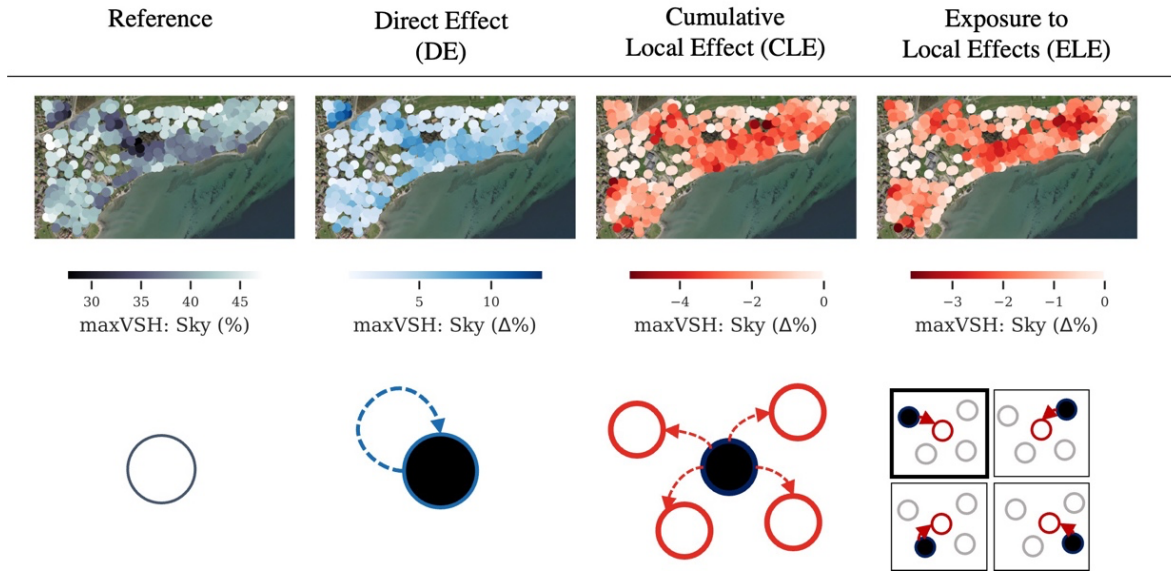 Reference
Direct Effect
(DE)
Cumulative
Local Effect (CLE)
Exposure to
Local Effects (ELE)
30 35 40 45
maxVSH: Sky (%)
5 10
maxVSH: Sky (Δ%)
−4 −2 0
maxVSH: Sky (Δ%)
−3 −2 −1 0
maxVSH: Sky (Δ%)